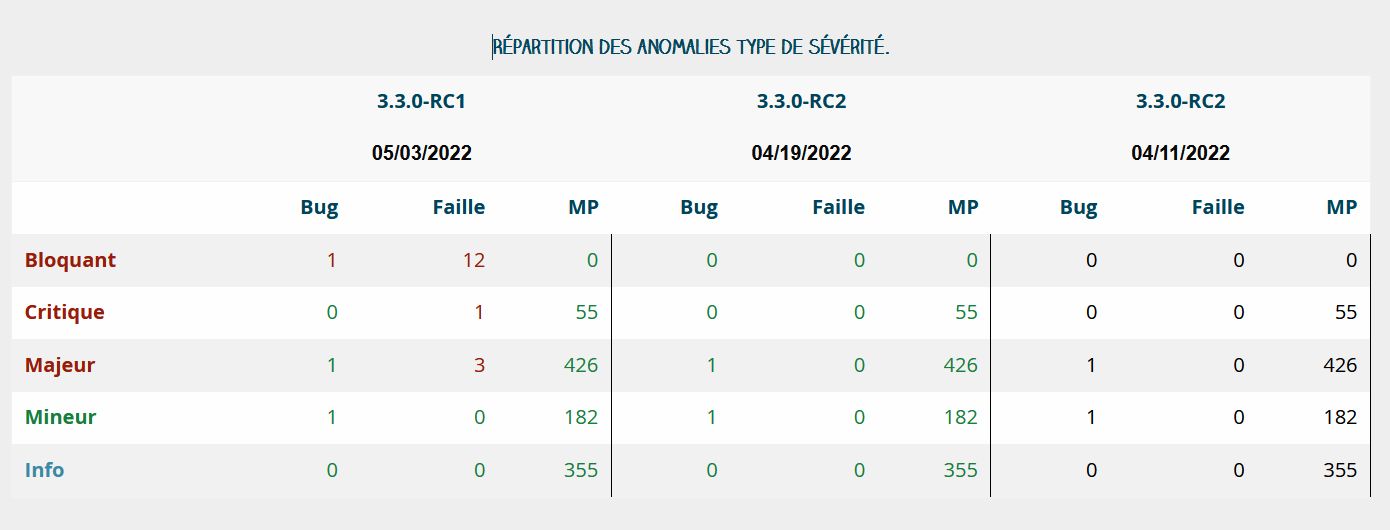 RÉPARTITION DES ANOMALIES TYPE DE SÉVÉRITÉ.
3.3.0-RC1 3.3.0-RC2 3.3.0-RC2
05/03/2022 04/19/2022 04/11/2022
Bug Faille MP Bug Faille MP Bug Faille MP
Bloquant 1 12 0 0 0 0 0 0 0
Critique 0 1 55 0 0 55 0 0 55
Majeur 1 3 426 1 0 426 1 0 426
Mineur 1 0 182 1 0 182 1 0 182
Info 0 0 355 0 0 355 0 0 355